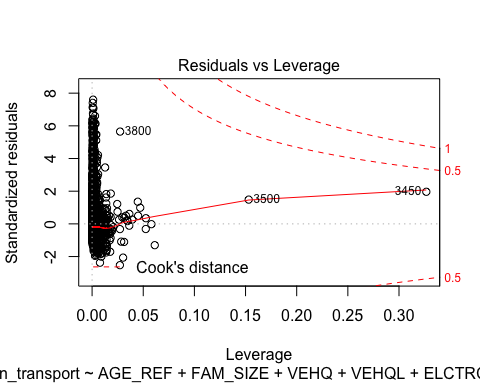 Residuals vs Leverage
Standardized residuals
8
6
4
2
0
-2
3800
3500
3450
1
0.5
0.5
Cook's distance
0.00 0.05 0.10 0.15 0.20 0.25 0.30
Leverage
n_transport ~ AGE_REF + FAM_SIZE + VEHQ + VEHQL + ELCTRC